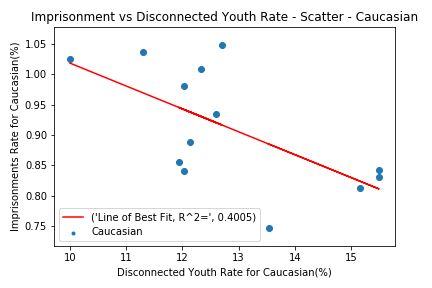 Imprisonment vs Disconnected Youth Rate - Scatter - Caucasian
Imprisonments Rate for Caucasian(%)
1.05
1.00
0.95
0.90
0.85
0.80
0.75
('Line of Best Fit, R^2=', 0.4005)
Caucasian
10 11 12 13 14 15
Disconnected Youth Rate for Caucasian(%)